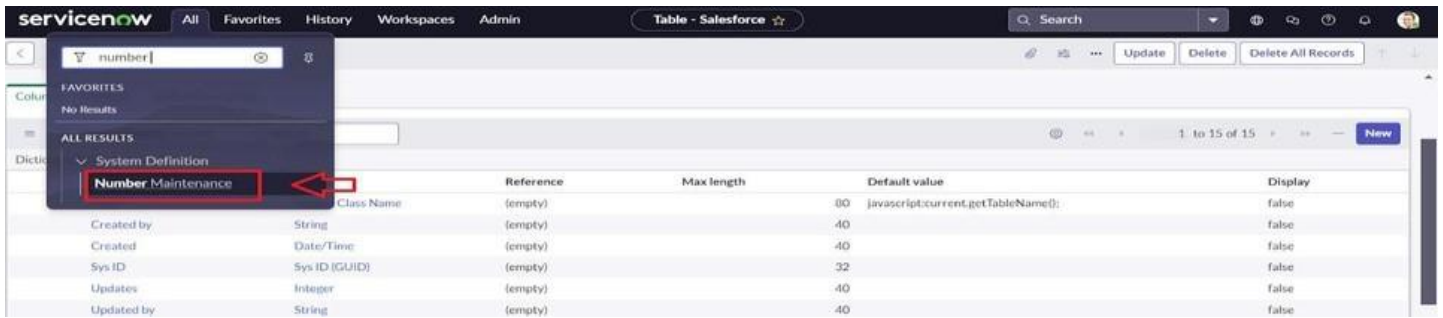 servicenow All Favorites History Workspaces Admin Table - Salesforce Search
number
Update Delete Delete All Records
FAVORITES
No Results
ALL RESULTS
1 to 15 of 15 New
System Definition
Number Maintenance
Reference Max length Default value Display
Class Name (empty) 80 javascript:current.getTableName(); false
Created by String (empty) 40 false
Created Date/Time (empty) 40 false
Sys ID Sys ID (GUID) (empty) 32 false
Updates Integer (empty) 40 false
Updated by String (empty) 40 false